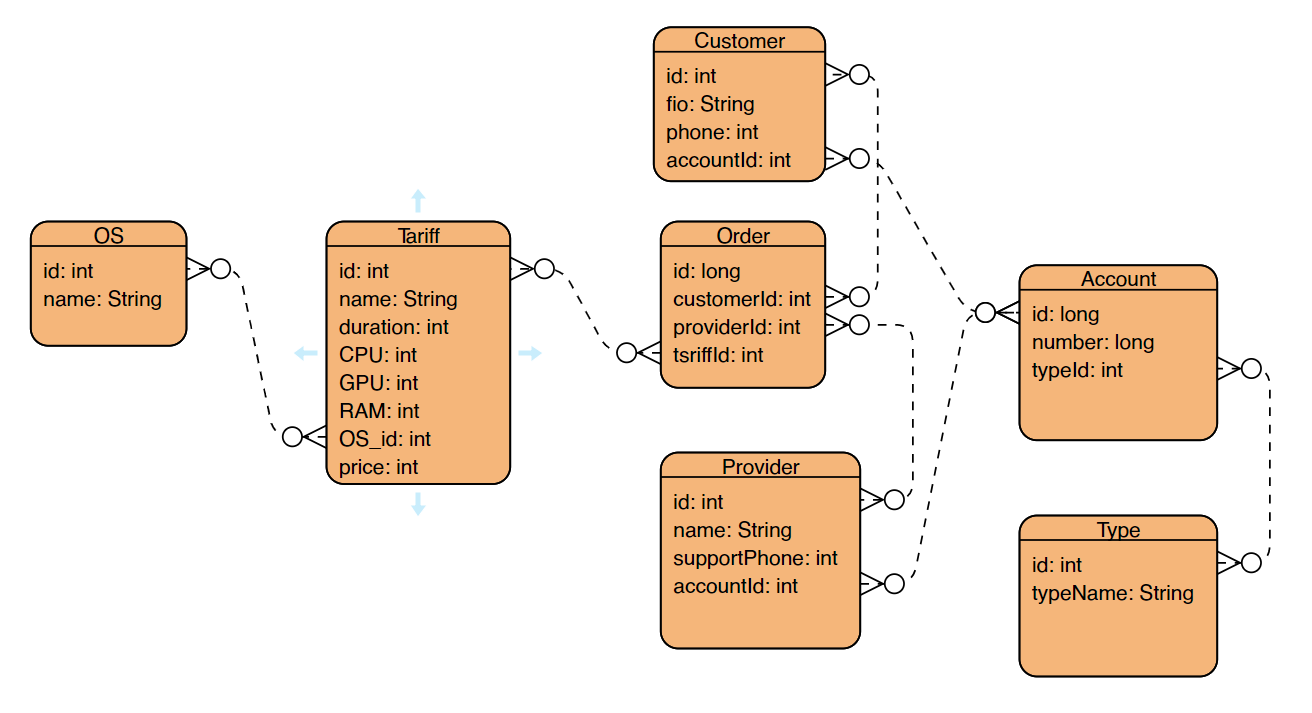 Customer
id: int
fio: String
phone: int
accountId: int
OS
id: int
name: String
Tariff
id: int
name: String
duration: int
CPU: int
GPU: int
RAM: int
OS_id: int
price: int
Order
id: long
customerId: int
providerId: int
tsriffId: int
Account
id: long
number: long
typeId: int
Provider
id: int
name: String
supportPhone: int
accountId: int
Type
id: int
typeName: String